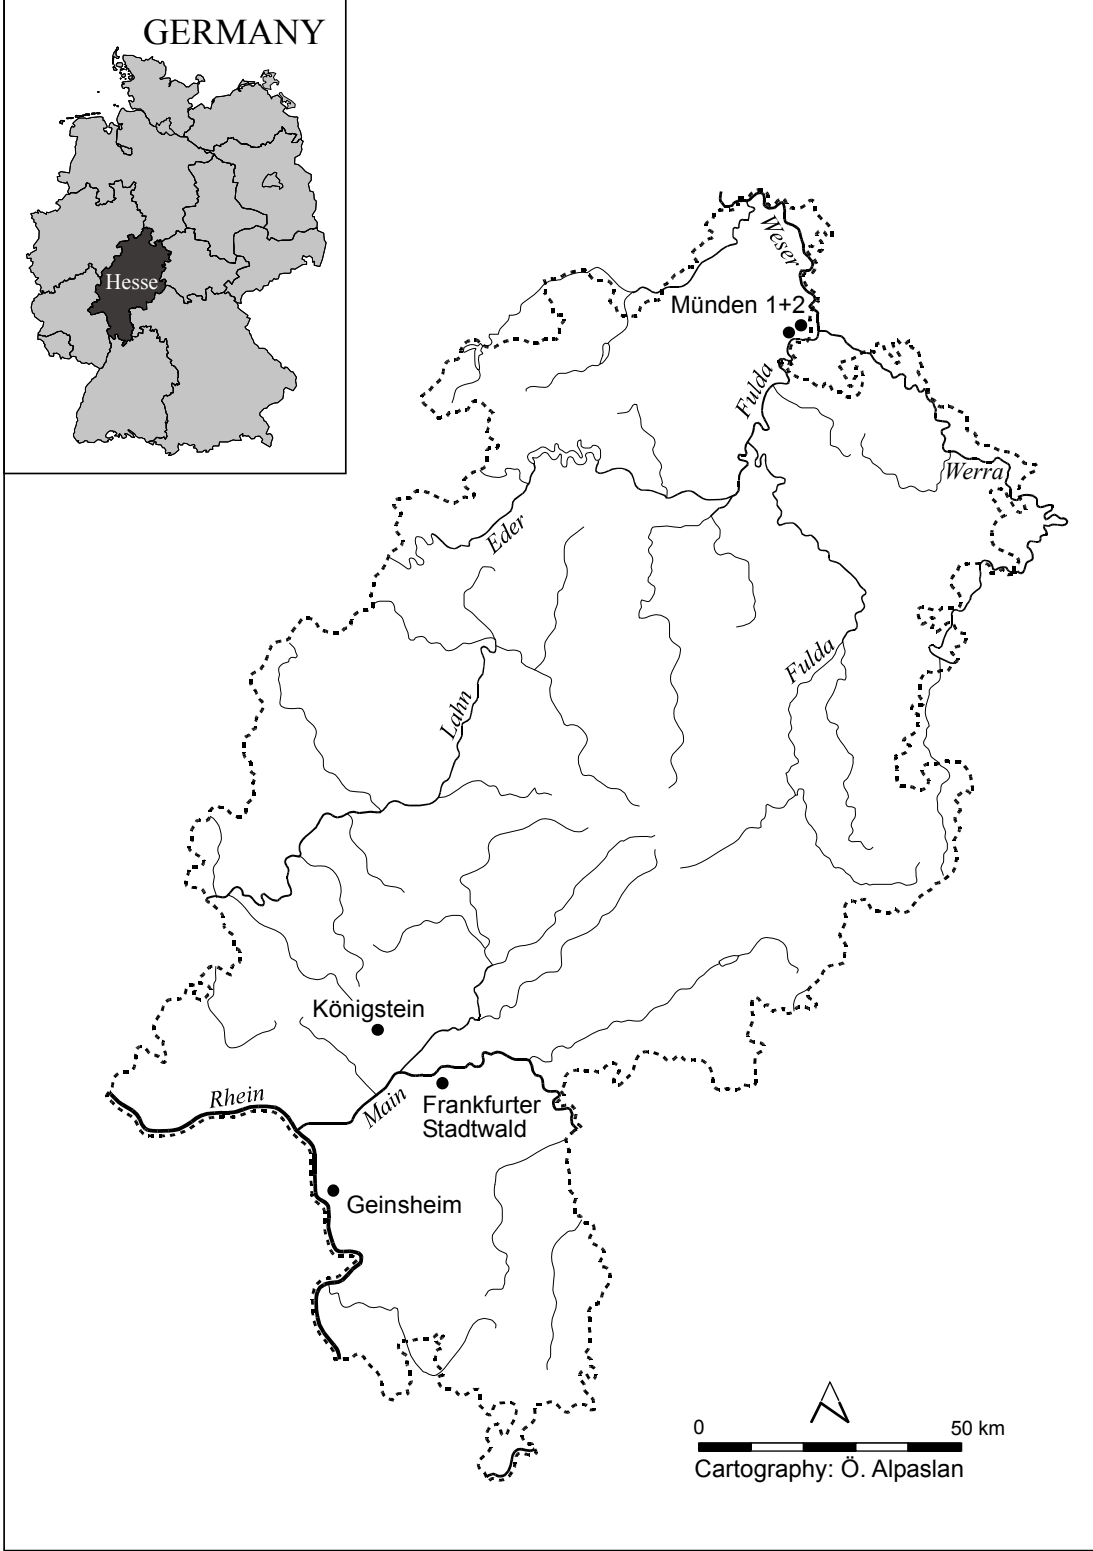 GERMANY
Hesse
Weser
Münden 1+2
Fulda
Werra
Eder
Fulda
Lahn
Königstein
Rhein
Main
Frankfurter
Stadtwald
Geinsheim
0
50 km
Cartography: Ö. Alpaslan